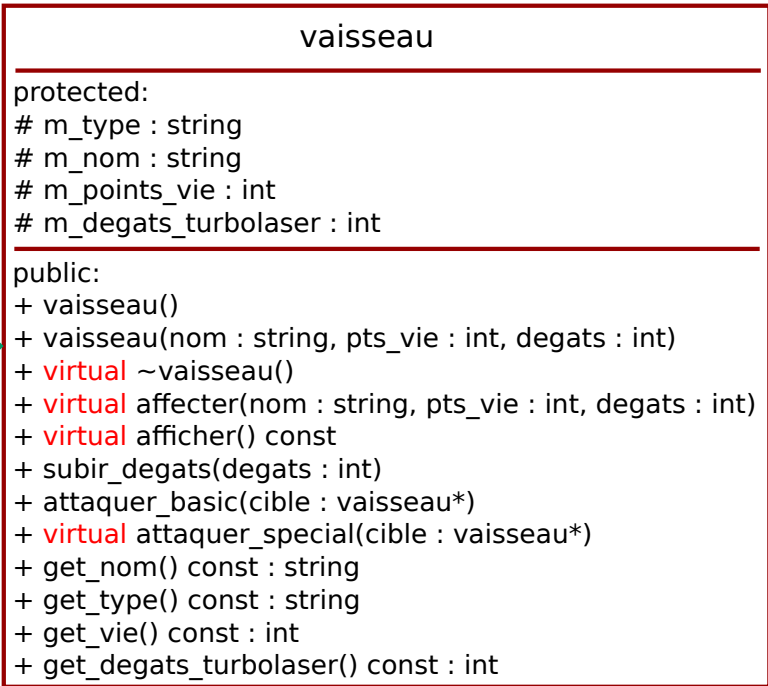 vaisseau
protected:
# m_type : string
# m_nom : string
# m_points_vie : int
# m_degats_turbolaser : int
public:
+ vaisseau()
+ vaisseau(nom : string, pts_vie : int, degats : int)
+ virtual ~vaisseau()
+ virtual affecter(nom : string, pts_vie : int, degats : int)
+ virtual afficher() const
+ subir_degats(degats : int)
+ attaquer_basic(cible : vaisseau*)
+ virtual attaquer_special(cible : vaisseau*)
+ get_nom() const : string
+ get_type() const : string
+ get_vie() const : int
+ get_degats_turbolaser() const : int